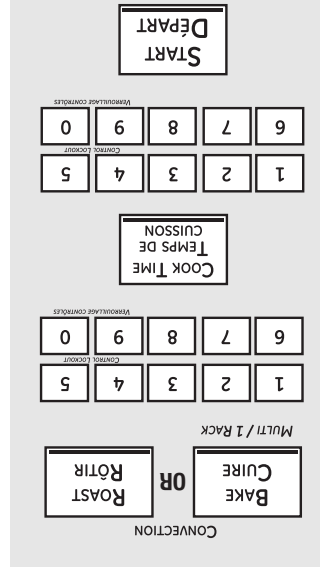 CONVECTION
BAKE
CUIRE
OR
ROAST
RÔTIR
MULTI / 1 RACK
1 2 3 4 5
CONTROL LOCKOUT
6 7 8 9 0
VERROUILLAGE CONTRÔLES
COOK TIME
TEMPS DE
CUISSON
1 2 3 4 5
CONTROL LOCKOUT
6 7 8 9 0
VERROUILLAGE CONTRÔLES
START
DÉPART